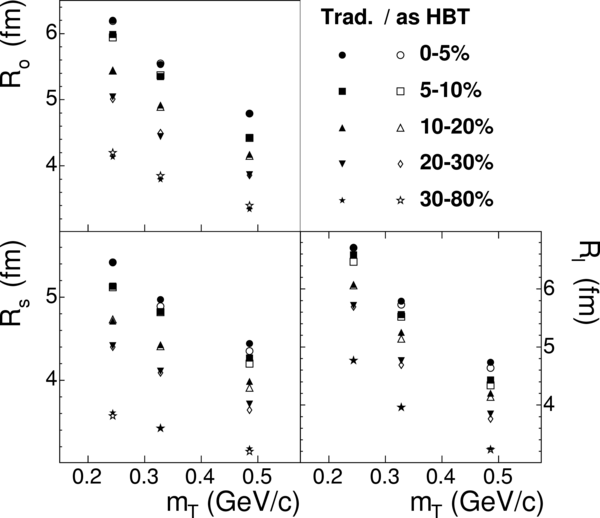 Trad. / as HBT
0-5%
5-10%
10-20%
20-30%
30-80%
R_o (fm)
6
5
4
R_s (fm)
5
4
R_l (fm)
6
5
4
0.2 0.3 0.4 0.5
m_T (GeV/c)
0.2 0.3 0.4 0.5
m_T (GeV/c)